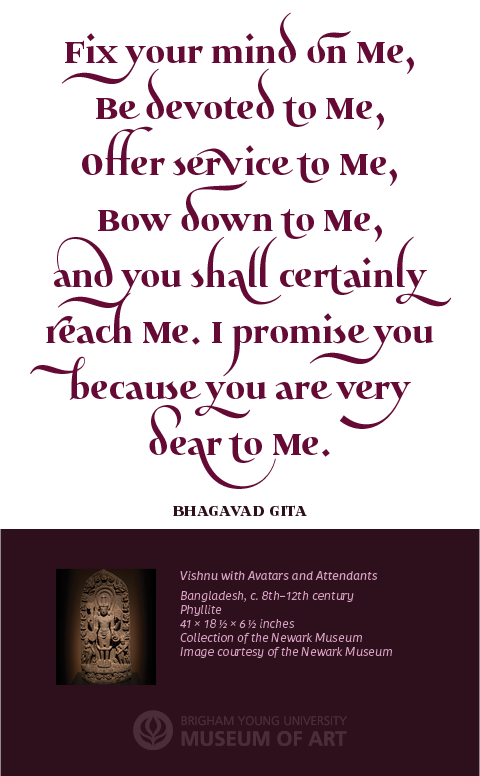 Fix your mind on Me,
Be devoted to Me,
Offer service to Me,
Bow down to Me,
and you shall certainly
reach Me. I promise you
because you are very
dear to Me.
BHAGAVAD GITA
Vishnu with Avatars and Attendants
Bangladesh, c. 8th–12th century
Phyllite
41 × 18 ½ × 6 ½ inches
Collection of the Newark Museum
Image courtesy of the Newark Museum
BRIGHAM YOUNG UNIVERSITY
MUSEUM OF ART